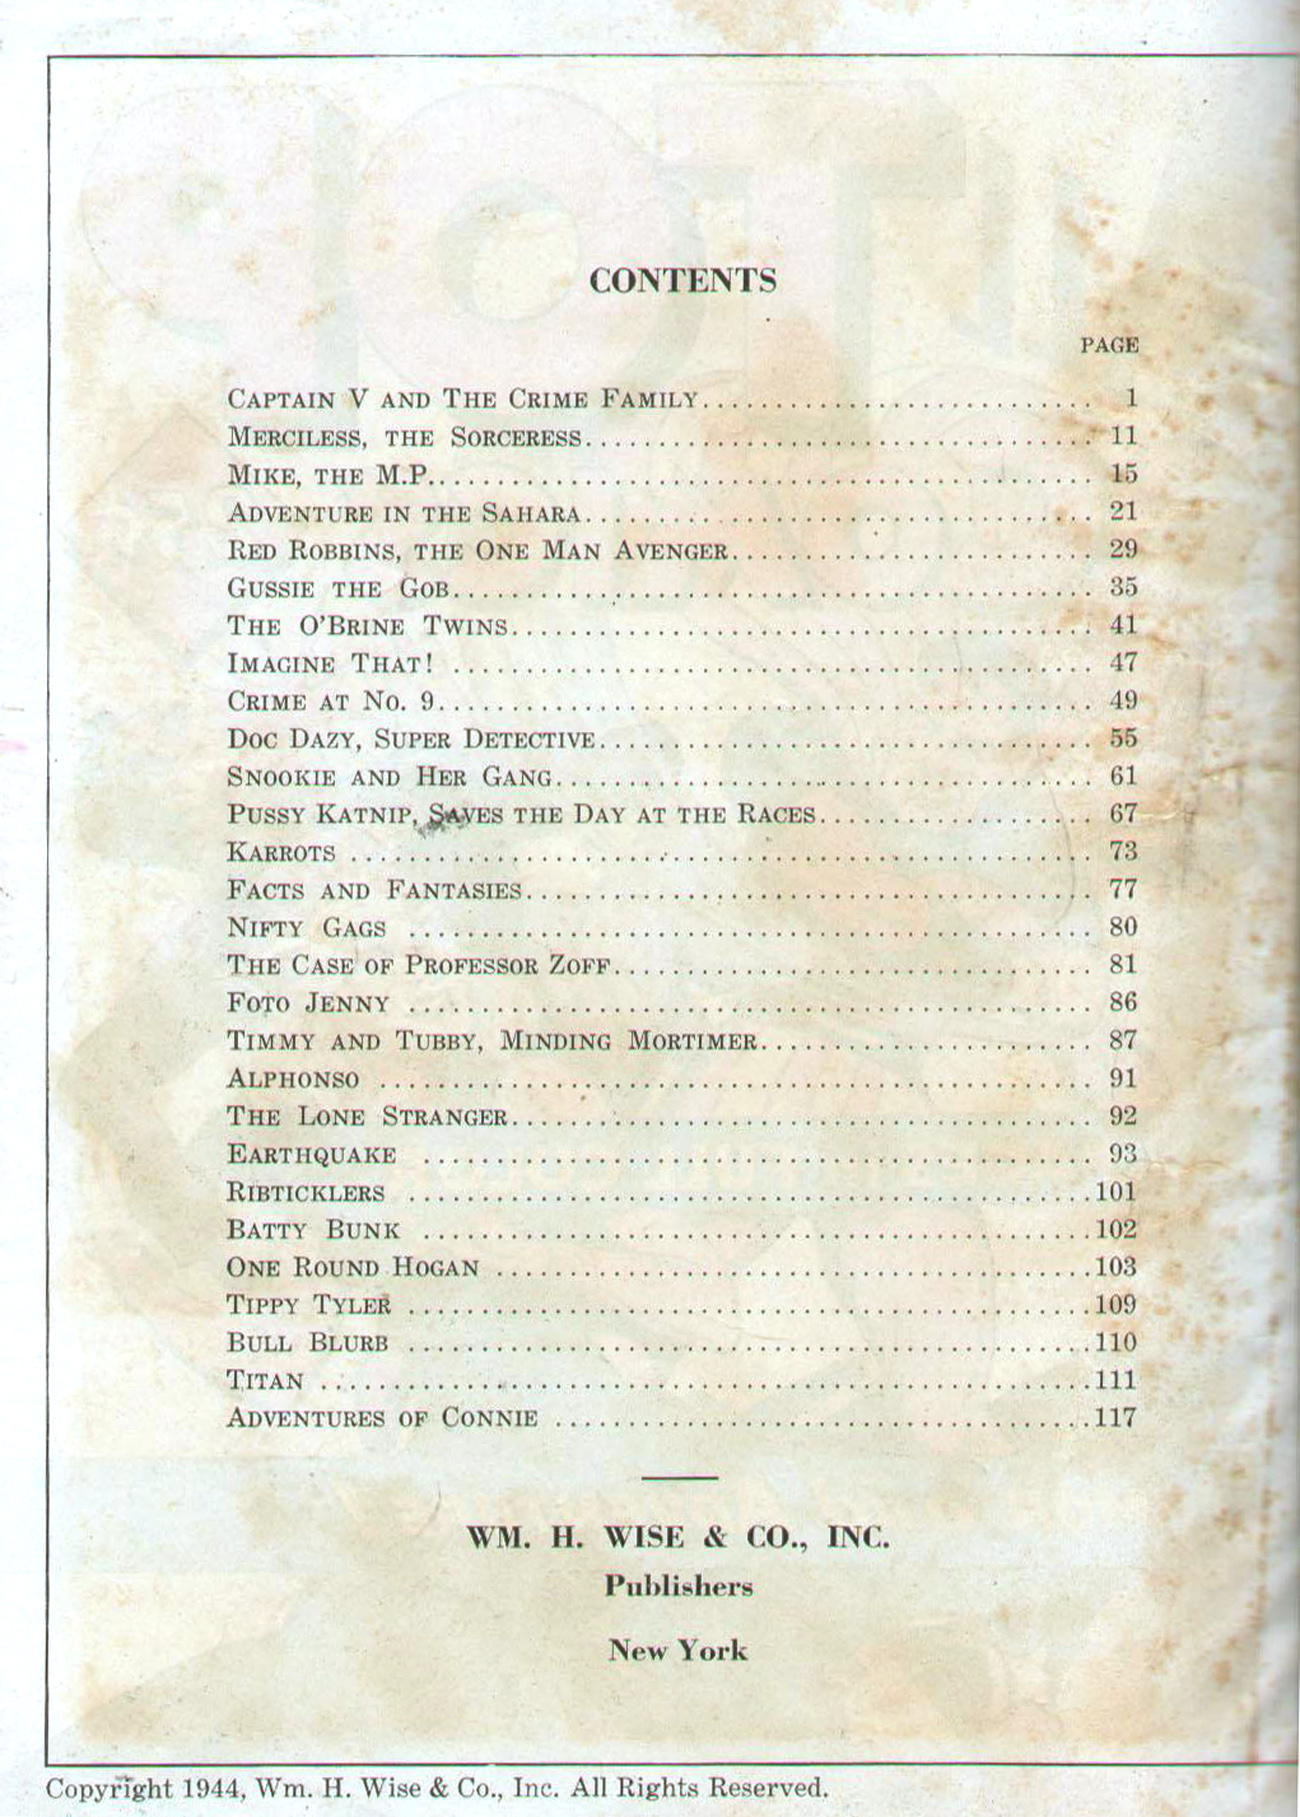 CONTENTS
PAGE
CAPTAIN V AND THE CRIME FAMILY........................... 1
MERCILESS, THE SORCERESS................................... 11
MIKE, THE M.P.............................................. 15
ADVENTURE IN THE SAHARA................................... 21
RED ROBBINS, THE ONE MAN AVENGER......................... 29
GUSSIE THE GOB............................................ 35
THE O'BRINE TWINS........................................ 41
IMAGINE THAT! ............................................ 47
CRIME AT NO. 9............................................. 49
DOC DAZY, SUPER DETECTIVE.................................. 55
SNOOKIE AND HER GANG..................................... 61
PUSSY KATNIP, SAVES THE DAY AT THE RACES................... 67
KARROTS ................................................... 73
FACTS AND FANTASIES....................................... 77
NIFTY GAGS ............................................... 80
THE CASE OF PROFESSOR ZOFF................................. 81
FOTO JENNY ............................................... 86
TIMMY AND TUBBY, MINDING MORTIMER....................... 87
ALPHONSO ................................................. 91
THE LONE STRANGER........................................ 92
EARTHQUAKE .............................................. 93
RIBTICKLERS ...............................................101
BATTY BUNK ..............................................102
ONE ROUND HOGAN .........................................103
TIPPY TYLER ...............................................109
BULL BLURB ...............................................110
TITAN .....................................................111
ADVENTURES OF CONNIE .....................................117
WM. H. WISE & CO., INC.
Publishers
New York
Copyright 1944, Wm. H. Wise & Co., Inc. All Rights Reserved.